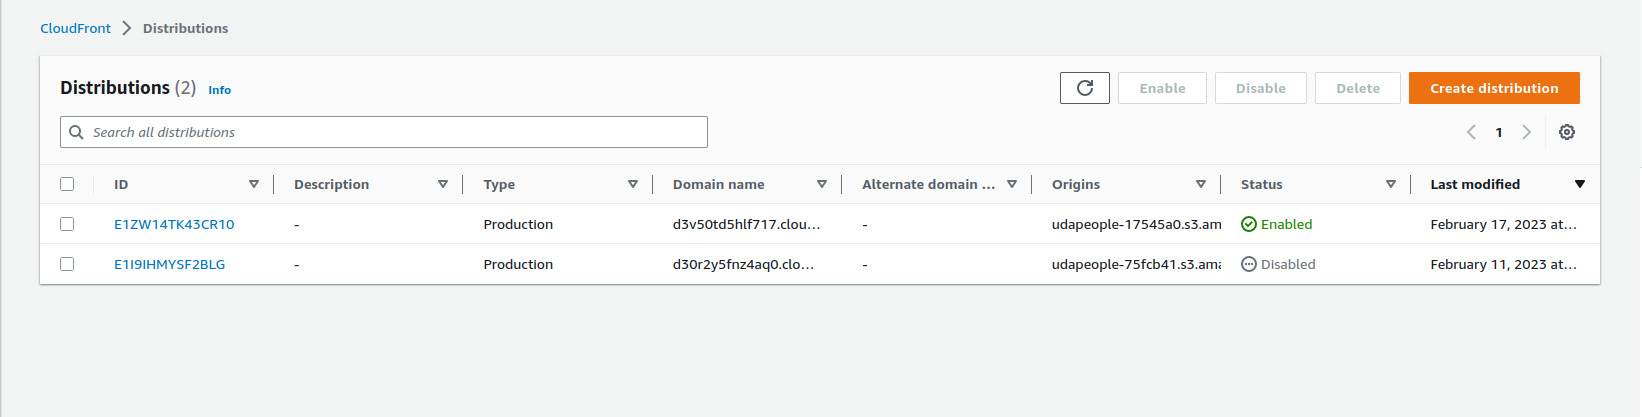 CloudFront Distributions
Distributions (2) Info Enable Disable Delete Create distribution
Search all distributions 1
ID Description Type Domain name Alternate domain ... Origins Status Last modified
E1ZW14TK43CR10 - Production d3v50td5hlf717.clou... - udapeople-17545a0.s3.am Enabled February 17, 2023 at...
E1I9IHMYSF2BLG - Production d30r2y5fnz4aq0.clo... - udapeople-75fcb41.s3.ama Disabled February 11, 2023 at...